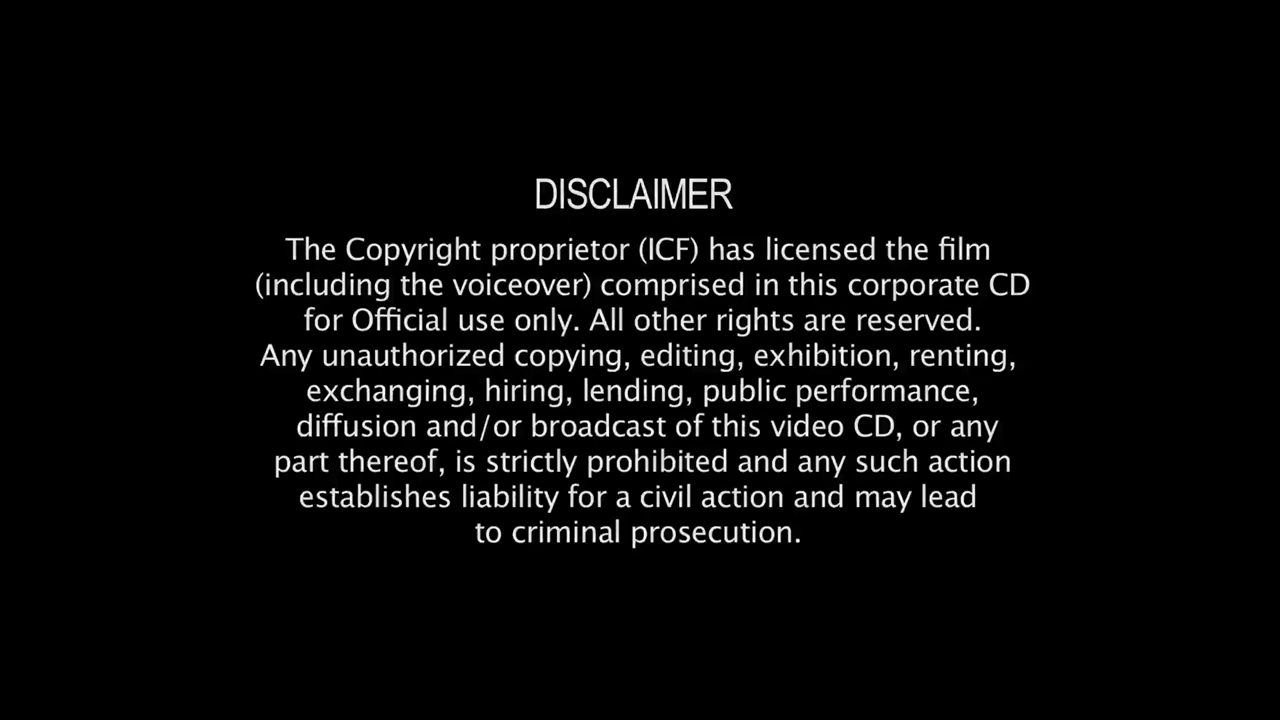 DISCLAIMER
The Copyright proprietor (ICF) has licensed the film
(including the voiceover) comprised in this corporate CD
for Official use only. All other rights are reserved.
Any unauthorized copying, editing, exhibition, renting,
exchanging, hiring, lending, public performance,
diffusion and/or broadcast of this video CD, or any
part thereof, is strictly prohibited and any such action
establishes liability for a civil action and may lead
to criminal prosecution.